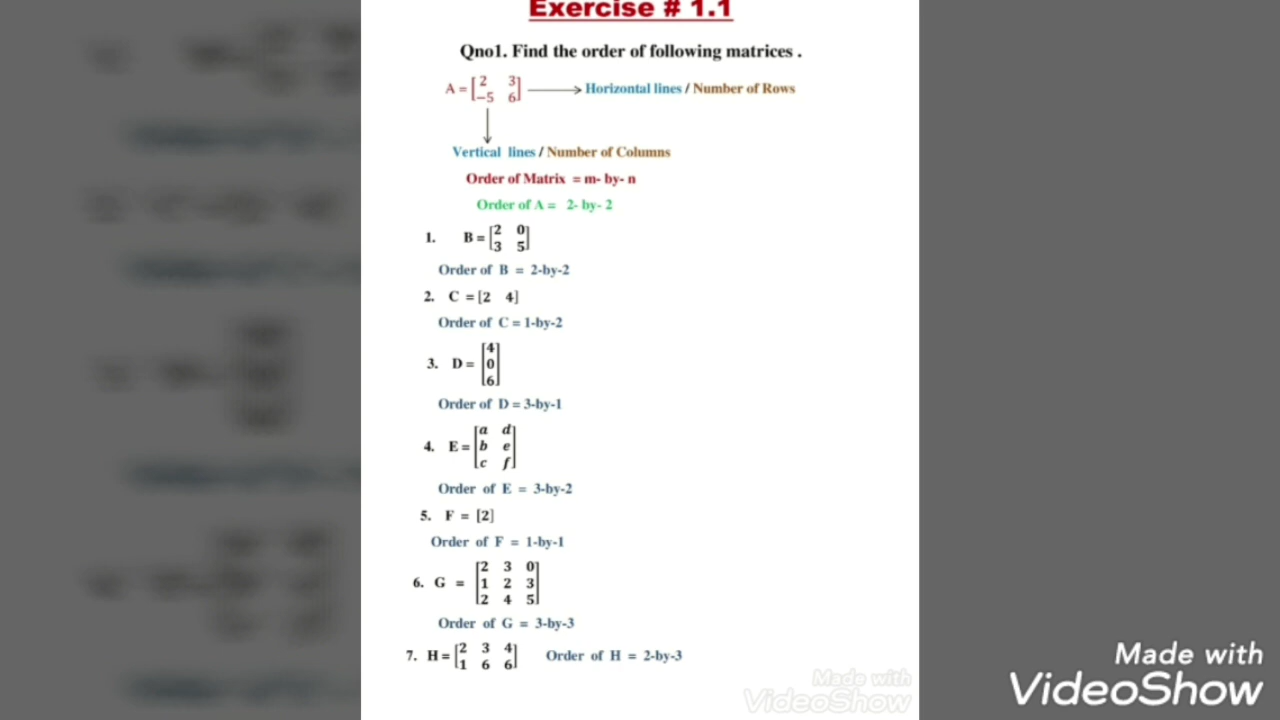 Exercise # 1.1
Qno1. Find the order of following matrices .
A = [2 3
−5 6] → Horizontal lines / Number of Rows
Vertical lines / Number of Columns
Order of Matrix = m- by- n
Order of A = 2- by- 2
1. B = [2 0
3 5]
Order of B = 2-by-2
2. C = [2 4]
Order of C = 1-by-2
3. D = [4
0
6]
Order of D = 3-by-1
4. E = [a d
b e
c f]
Order of E = 3-by-2
5. F = [2]
Order of F = 1-by-1
6. G = [2 3 0
1 2 3
2 4 5]
Order of G = 3-by-3
7. H = [2 3 4
1 6 6] Order of H = 2-by-3
Made with
VideoShow
Made with
VideoShow